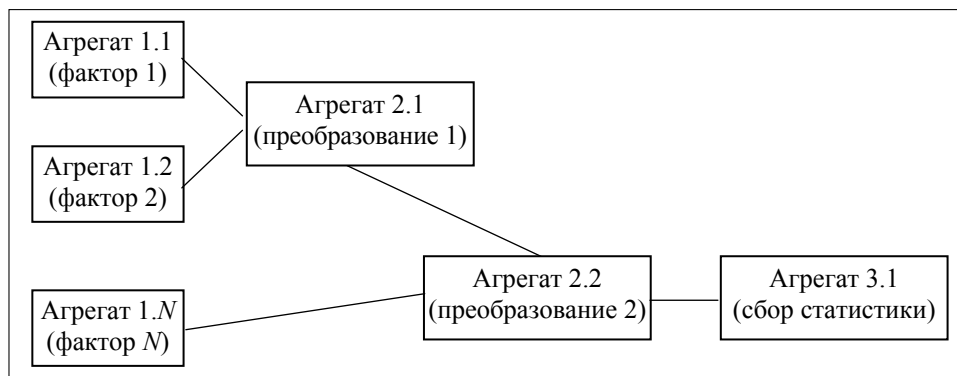 Агрегат 1.1
(фактор 1)
Агрегат 2.1
(преобразование 1)
Агрегат 1.2
(фактор 2)
Агрегат 2.2
(преобразование 2)
Агрегат 3.1
(сбор статистики)
Агрегат 1.N
(фактор N)